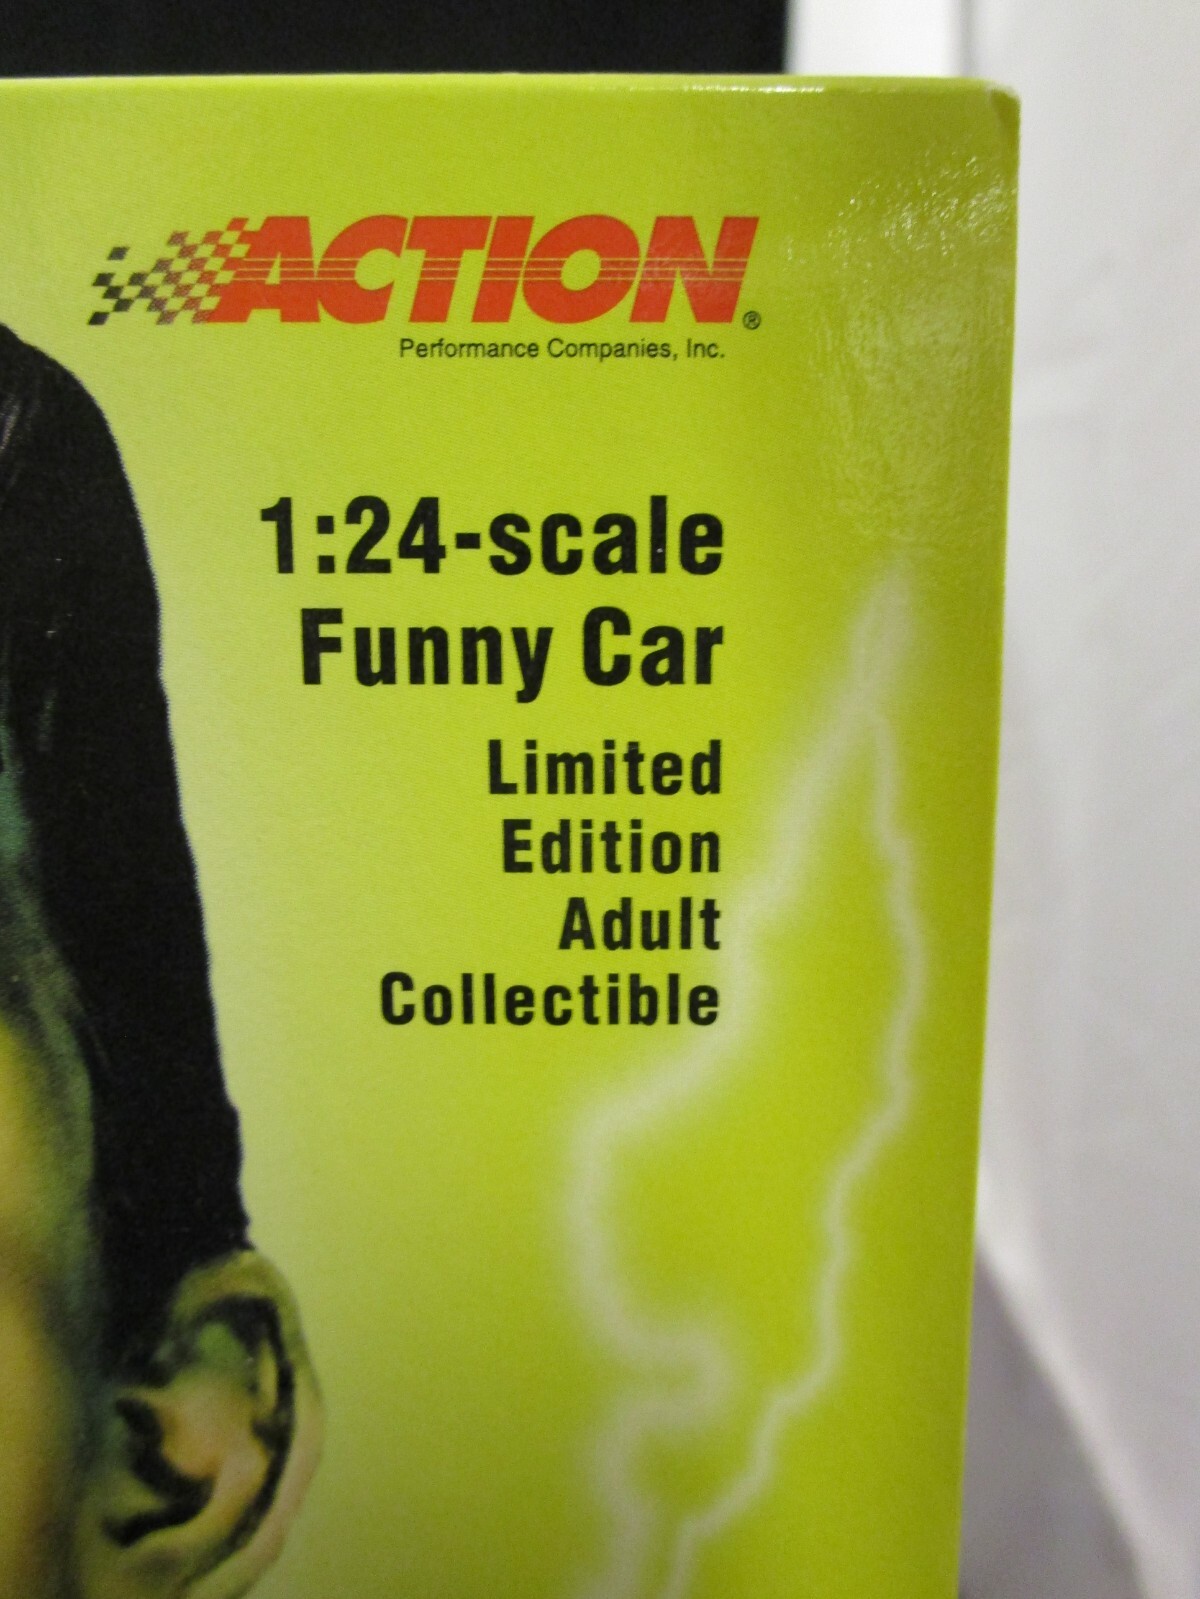 ACTION®
Performance Companies, Inc.
1:24-scale
Funny Car
Limited
Edition
Adult
Collectible